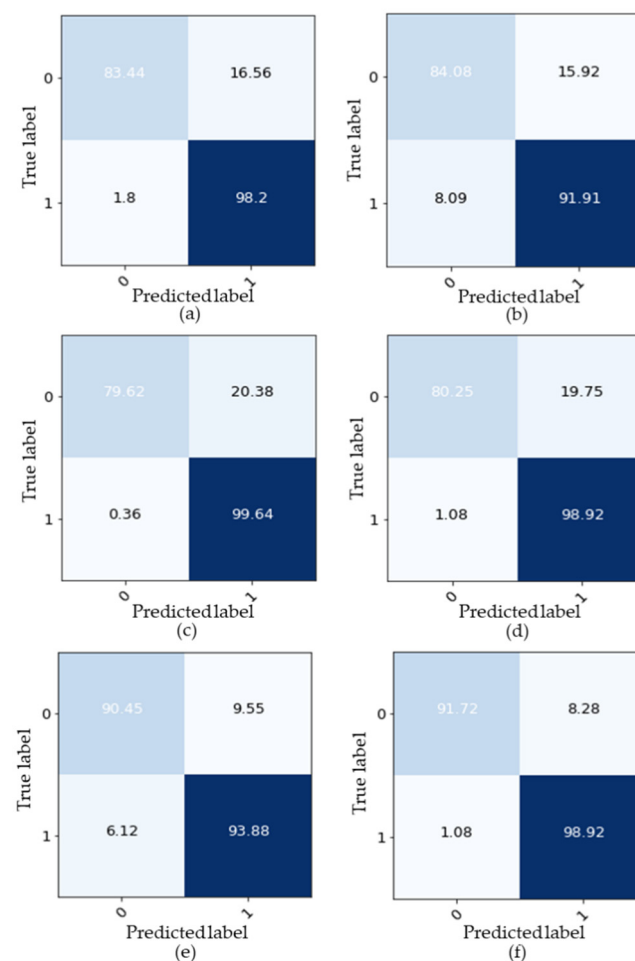 0 83.44 16.56
True label
1 1.8 98.2
0 1
Predicted label
(a)
0 84.08 15.92
True label
1 8.09 91.91
0 1
Predicted label
(b)
0 79.62 20.38
True label
1 0.36 99.64
0 1
Predicted label
(c)
0 80.25 19.75
True label
1 1.08 98.92
0 1
Predicted label
(d)
0 90.45 9.55
True label
1 6.12 93.88
0 1
Predicted label
(e)
0 91.72 8.28
True label
1 1.08 98.92
0 1
Predicted label
(f)